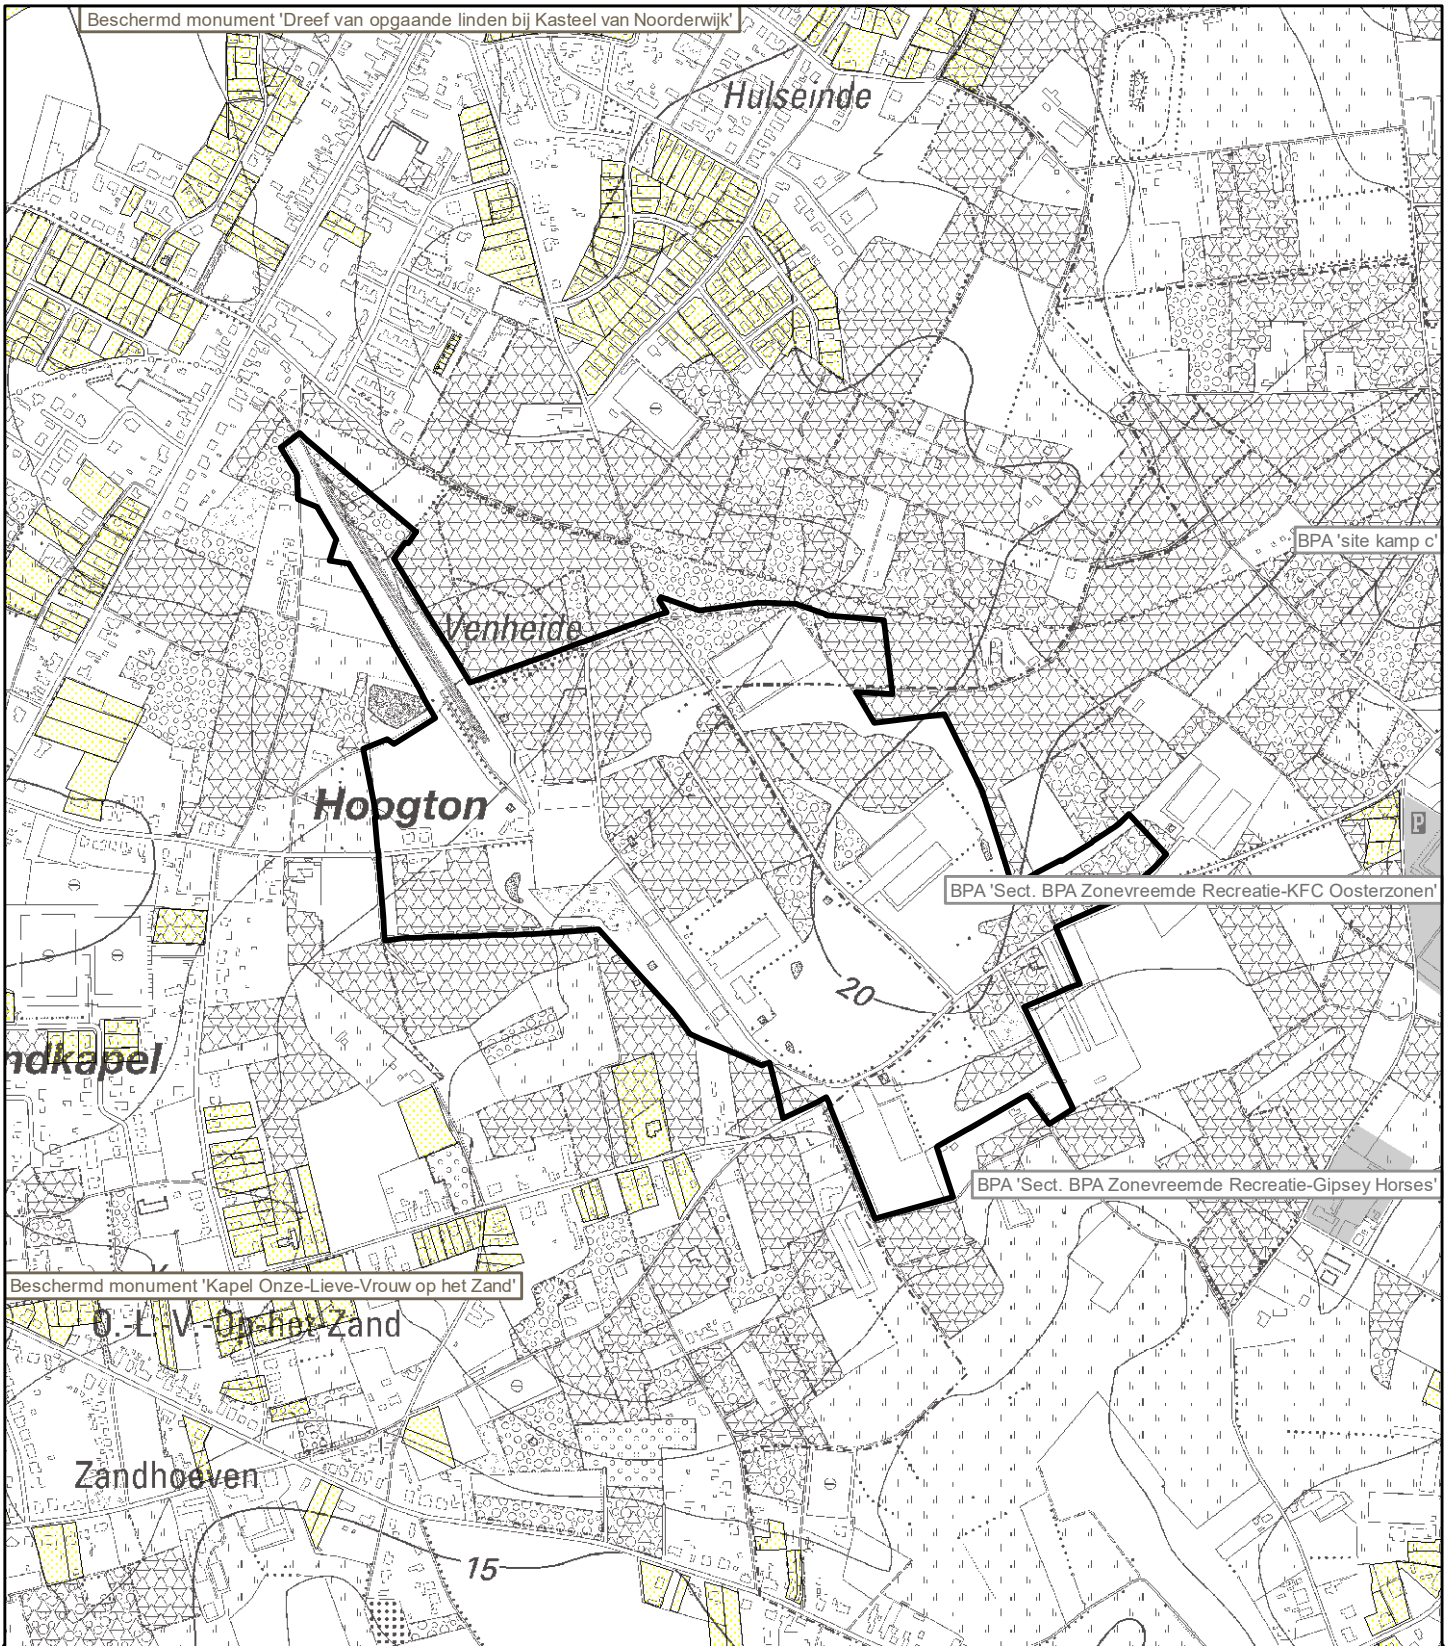 Beschermd monument 'Dreef van opgaande linden bij Kasteel van Noorderwijk'
Hulseinde
BPA 'site kamp c'
Venheide
Hoogton
P
BPA 'Sect. BPA Zonevreemde Recreatie-KFC Oosterzonen'
20
ndkapel
BPA 'Sect. BPA Zonevreemde Recreatie-Gipsey Horses'
Beschermd monument 'Kapel Onze-Lieve-Vrouw op het Zand'
O.-L.-V.-Op-het-Zand
Zandhoeven
15